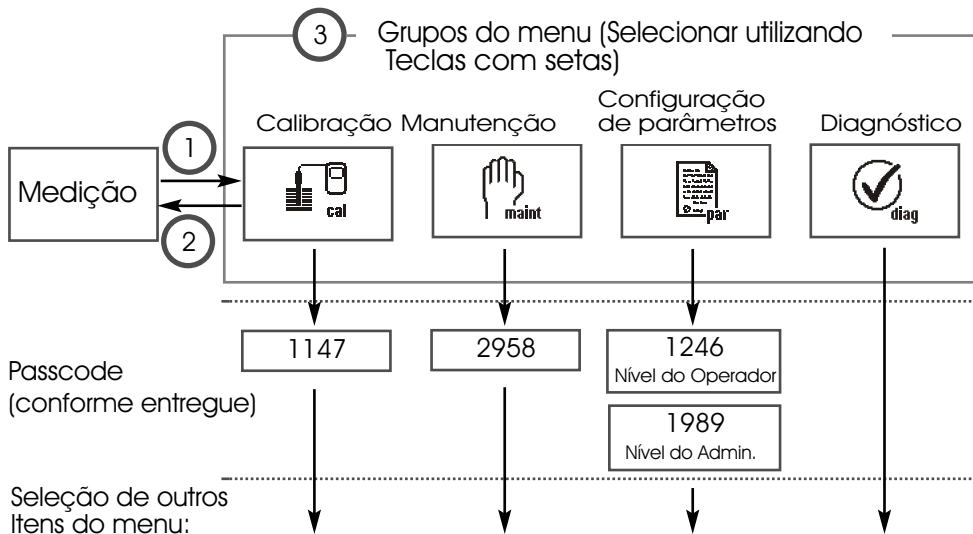 3
Grupos do menu (Selecionar utilizando
Teclas com setas)
Calibração
Manutenção
Configuração
de parâmetros
Diagnóstico
Medição
1
2
cal
maint
par
diag
Passcode
(conforme entregue)
1147
2958
1246
Nível do Operador
1989
Nível do Admin.
Seleção de outros
Itens do menu: